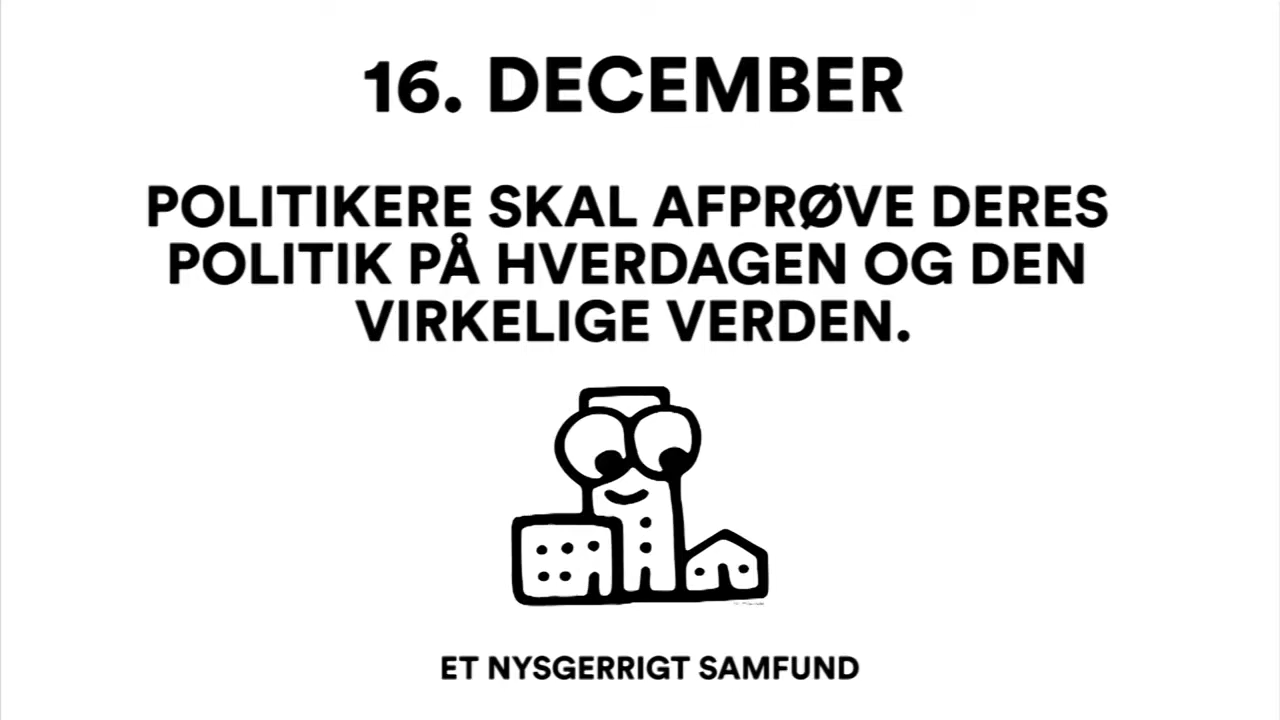 16. DECEMBER
POLITIKERE SKAL AFPRØVE DERES
POLITIK PÅ HVERDAGEN OG DEN
VIRKELIGE VERDEN.
ET NYSGERRIGT SAMFUND